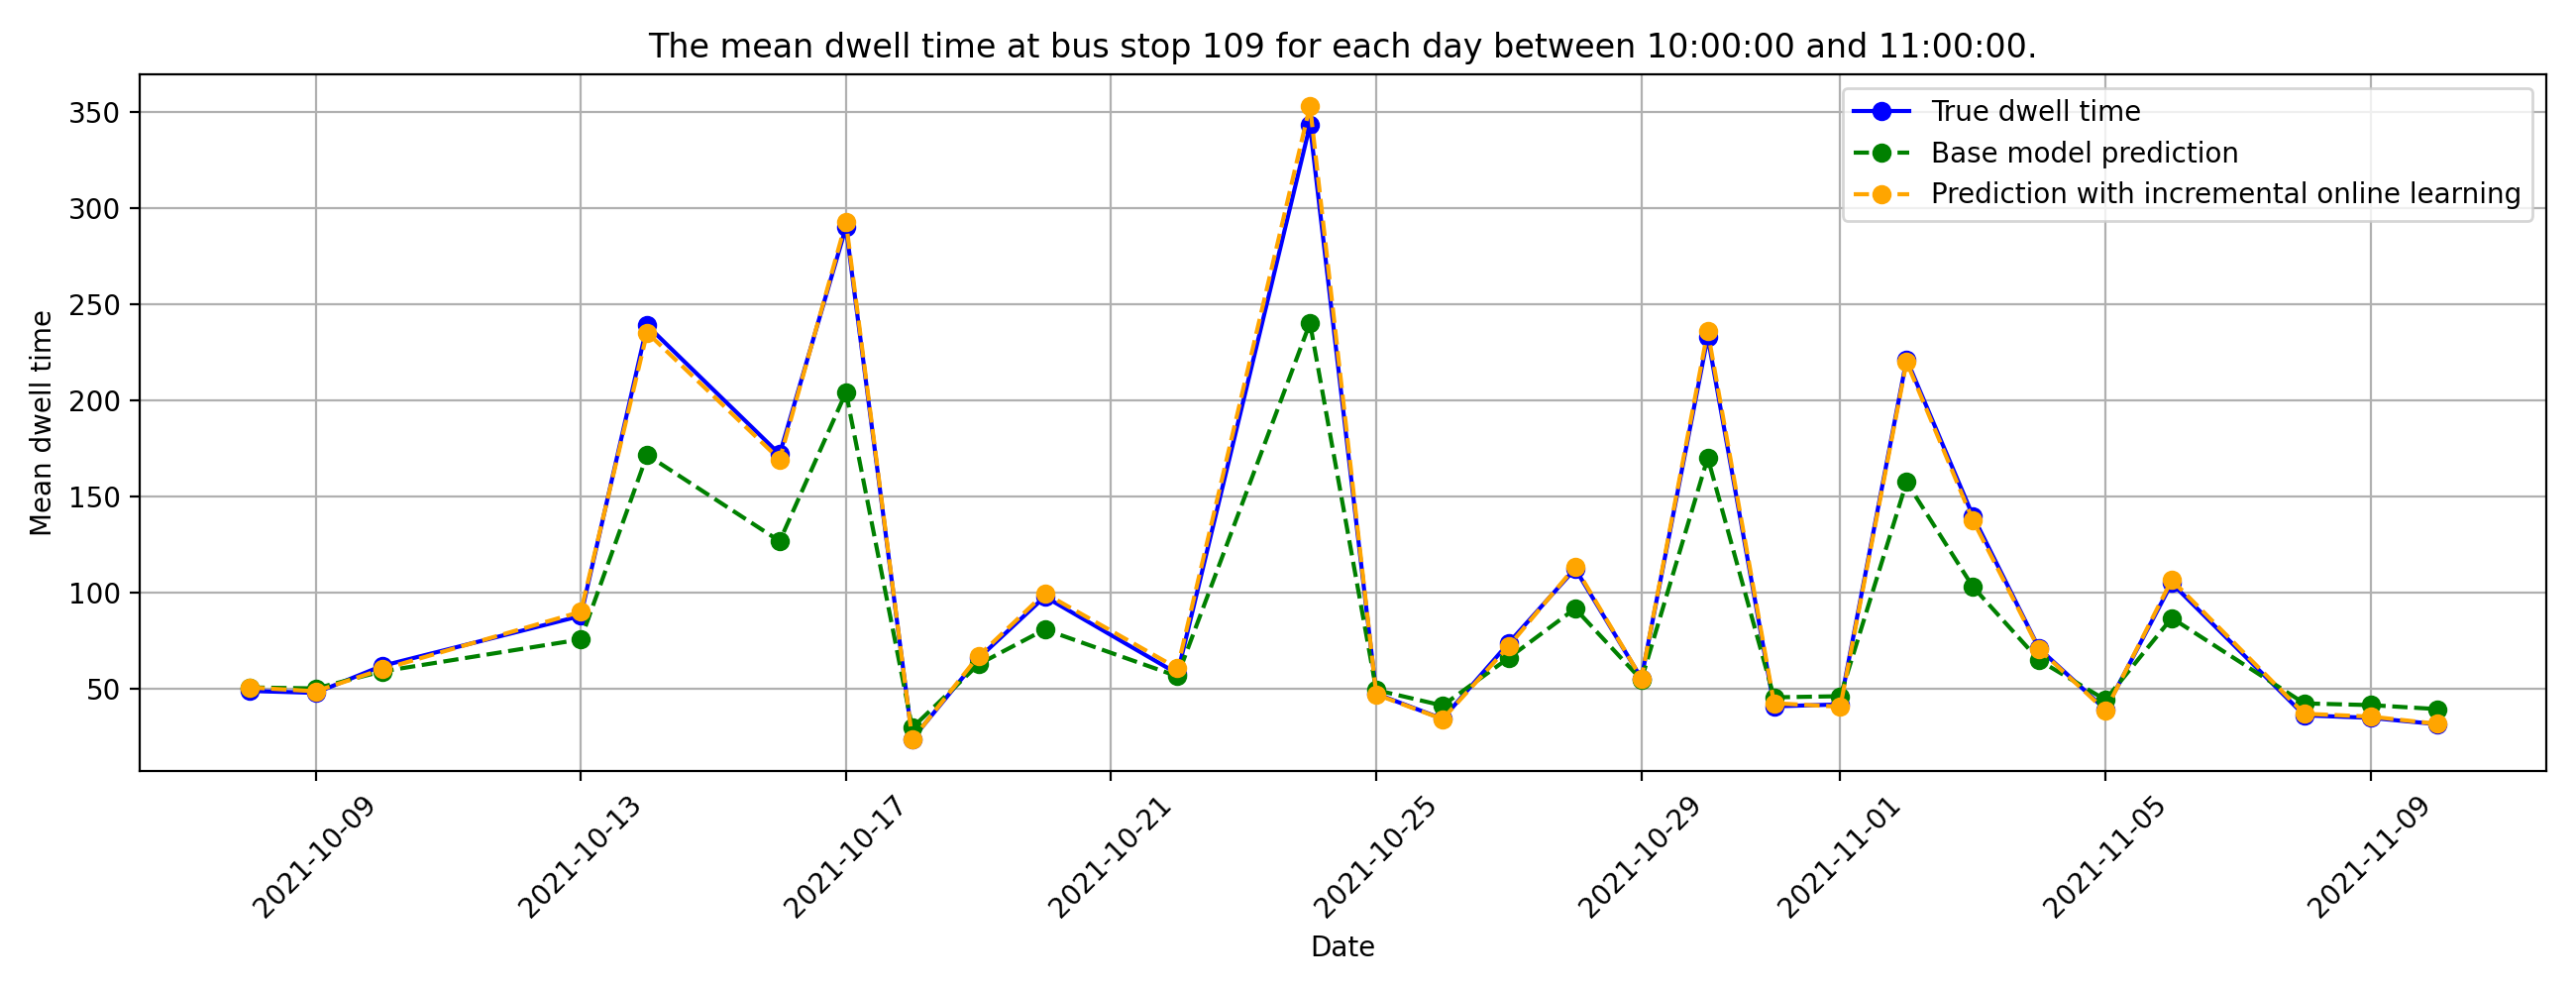 The mean dwell time at bus stop 109 for each day between 10:00:00 and 11:00:00.
True dwell time
Base model prediction
Prediction with incremental online learning
Mean dwell time
350
300
250
200
150
100
50
2021-10-09
2021-10-13
2021-10-17
2021-10-21
2021-10-25
2021-10-29
2021-11-01
2021-11-05
2021-11-09
Date